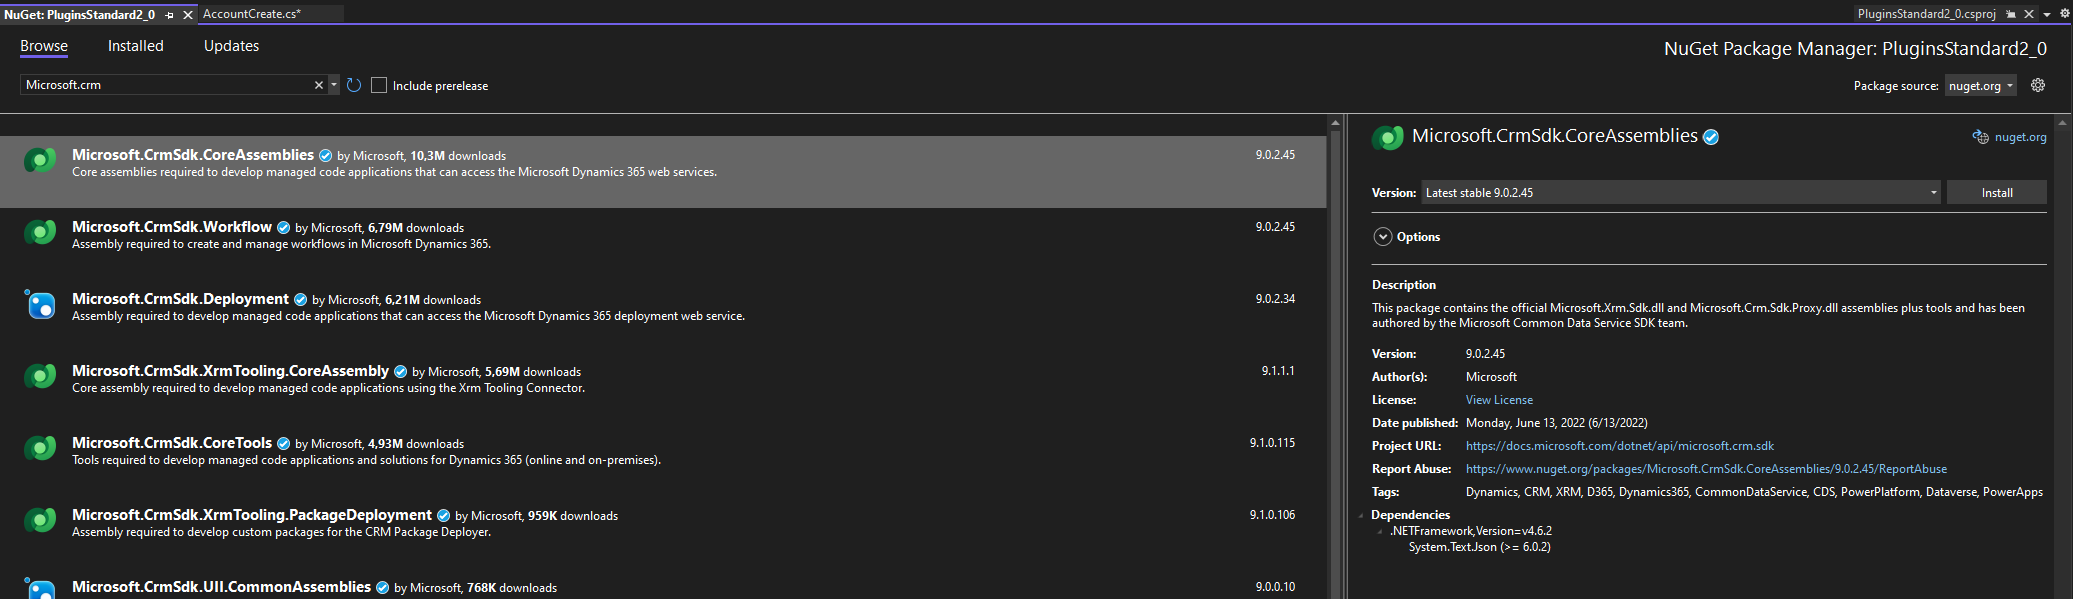 NuGet: PluginsStandard2_0
AccountCreate.cs*
PluginsStandard2_0.csproj
Browse
Installed
Updates
NuGet Package Manager: PluginsStandard2_0
Microsoft.crm
Include prerelease
Package source:
nuget.org
Microsoft.CrmSdk.CoreAssemblies by Microsoft, 10,3M downloads
9.0.2.45
Core assemblies required to develop managed code applications that can access the Microsoft Dynamics 365 web services.
Microsoft.CrmSdk.Workflow by Microsoft, 6,79M downloads
9.0.2.45
Assembly required to create and manage workflows in Microsoft Dynamics 365.
Microsoft.CrmSdk.Deployment by Microsoft, 6,21M downloads
9.0.2.34
Assembly required to develop managed code applications that can access the Microsoft Dynamics 365 deployment web service.
Microsoft.CrmSdk.XrmTooling.CoreAssembly by Microsoft, 5,69M downloads
9.1.1.1
Core assembly required to develop managed code applications using the Xrm Tooling Connector.
Microsoft.CrmSdk.CoreTools by Microsoft, 4,93M downloads
9.1.0.115
Tools required to develop managed code applications and solutions for Dynamics 365 (online and on-premises).
Microsoft.CrmSdk.XrmTooling.PackageDeployment by Microsoft, 959K downloads
9.1.0.106
Assembly required to develop custom packages for the CRM Package Deployer.
Microsoft.CrmSdk.UII.CommonAssemblies by Microsoft, 768K downloads
9.0.0.10
Microsoft.CrmSdk.CoreAssemblies
nuget.org
Version:
Latest stable 9.0.2.45
Install
Options
Description
This package contains the official Microsoft.Xrm.Sdk.dll and Microsoft.Crm.Sdk.Proxy.dll assemblies plus tools and has been
authored by the Microsoft Common Data Service SDK team.
Version: 9.0.2.45
Author(s): Microsoft
License: View License
Date published: Monday, June 13, 2022 (6/13/2022)
Project URL: https://docs.microsoft.com/dotnet/api/microsoft.crm.sdk
Report Abuse: https://www.nuget.org/packages/Microsoft.CrmSdk.CoreAssemblies/9.0.2.45/ReportAbuse
Tags: Dynamics, CRM, XRM, D365, Dynamics365, CommonDataService, CDS, PowerPlatform, Dataverse, PowerApps
Dependencies
.NETFramework,Version=v4.6.2
System.Text.Json (>= 6.0.2)